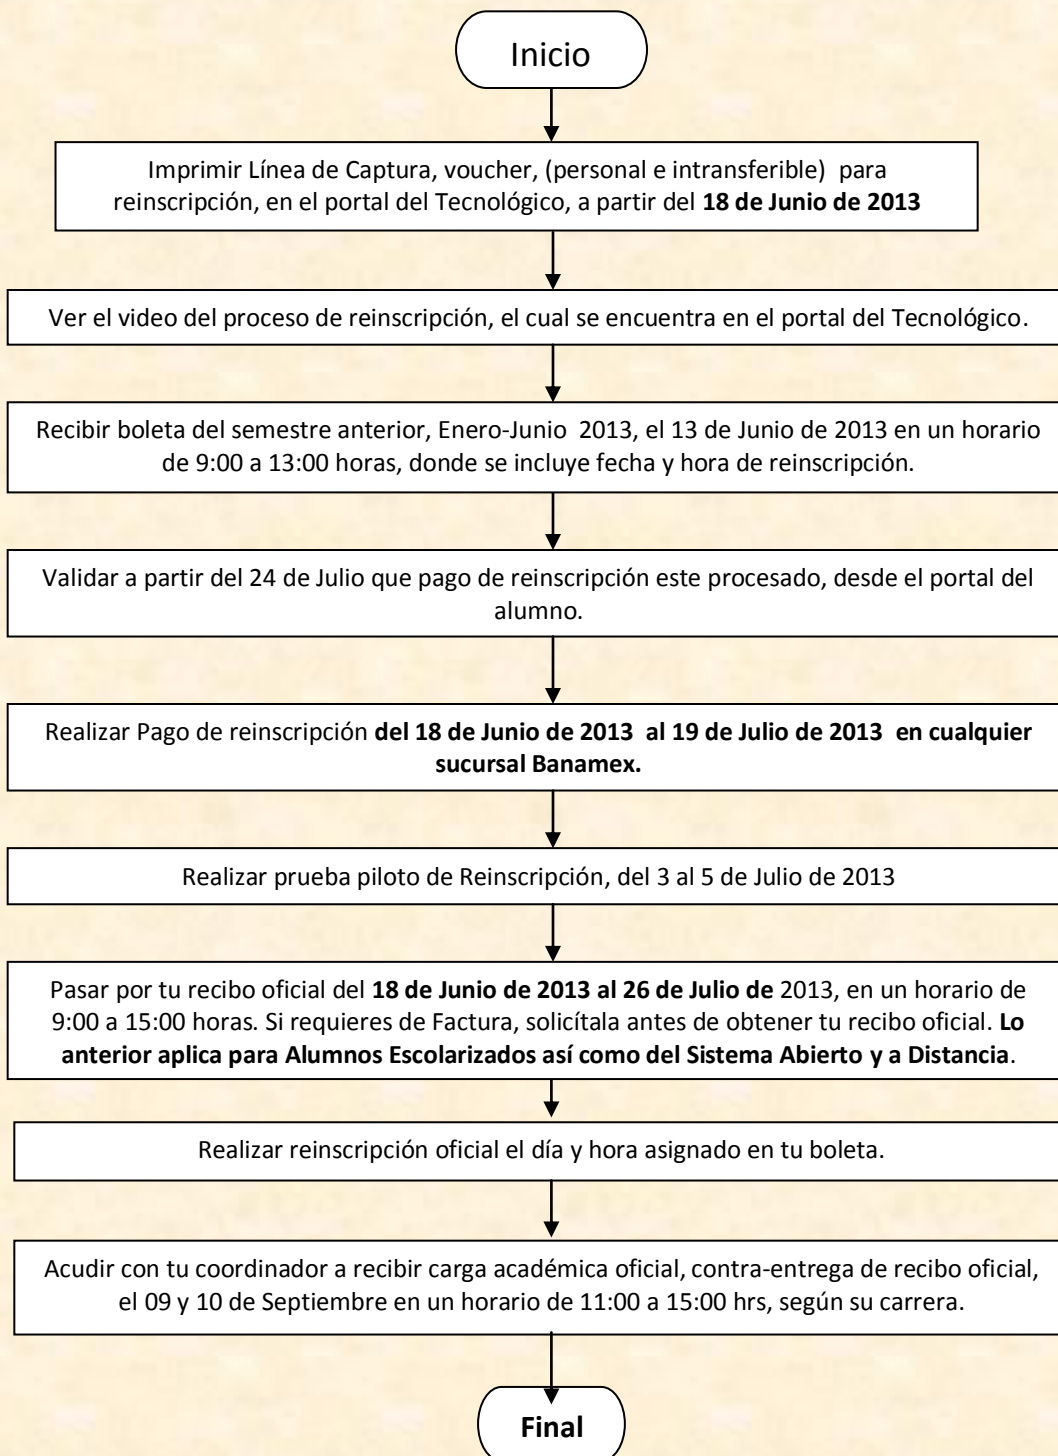 Inicio
Imprimir Línea de Captura, voucher, (personal e intransferible) para
reinscripción, en el portal del Tecnológico, a partir del 18 de Junio de 2013
Ver el video del proceso de reinscripción, el cual se encuentra en el portal del Tecnológico.
Recibir boleta del semestre anterior, Enero-Junio 2013, el 13 de Junio de 2013 en un horario
de 9:00 a 13:00 horas, donde se incluye fecha y hora de reinscripción.
Validar a partir del 24 de Julio que pago de reinscripción este procesado, desde el portal del
alumno.
Realizar Pago de reinscripción del 18 de Junio de 2013 al 19 de Julio de 2013 en cualquier
sucursal Banamex.
Realizar prueba piloto de Reinscripción, del 3 al 5 de Julio de 2013
Pasar por tu recibo oficial del 18 de Junio de 2013 al 26 de Julio de 2013, en un horario de
9:00 a 15:00 horas. Si requieres de Factura, solicítala antes de obtener tu recibo oficial. Lo
anterior aplica para Alumnos Escolarizados así como del Sistema Abierto y a Distancia.
Realizar reinscripción oficial el día y hora asignado en tu boleta.
Acudir con tu coordinador a recibir carga académica oficial, contra-entrega de recibo oficial,
el 09 y 10 de Septiembre en un horario de 11:00 a 15:00 hrs, según su carrera.
Final